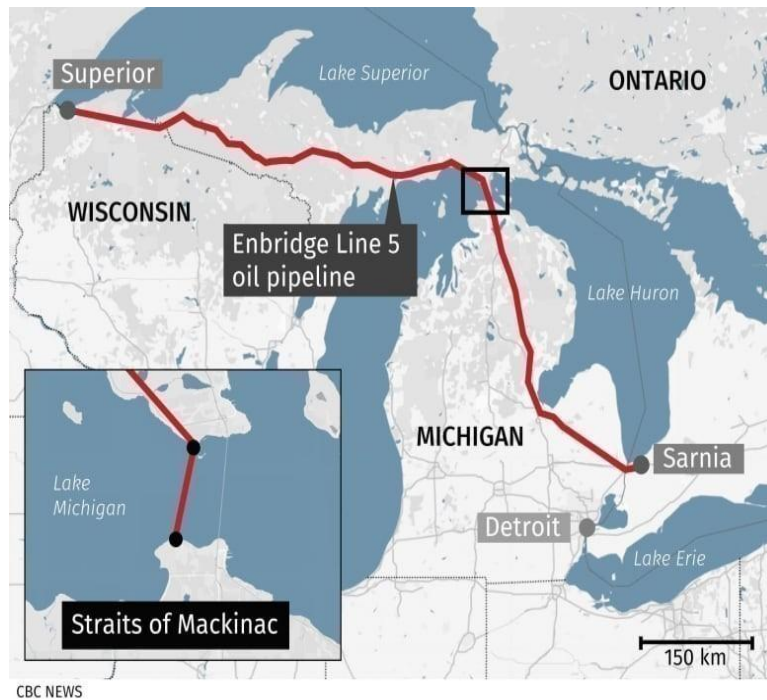 Superior
Lake Superior
ONTARIO
WISCONSIN
Enbridge Line 5
oil pipeline
Lake Huron
MICHIGAN
Sarnia
Detroit
Lake Erie
Lake
Michigan
Straits of Mackinac
150 km
CBC NEWS